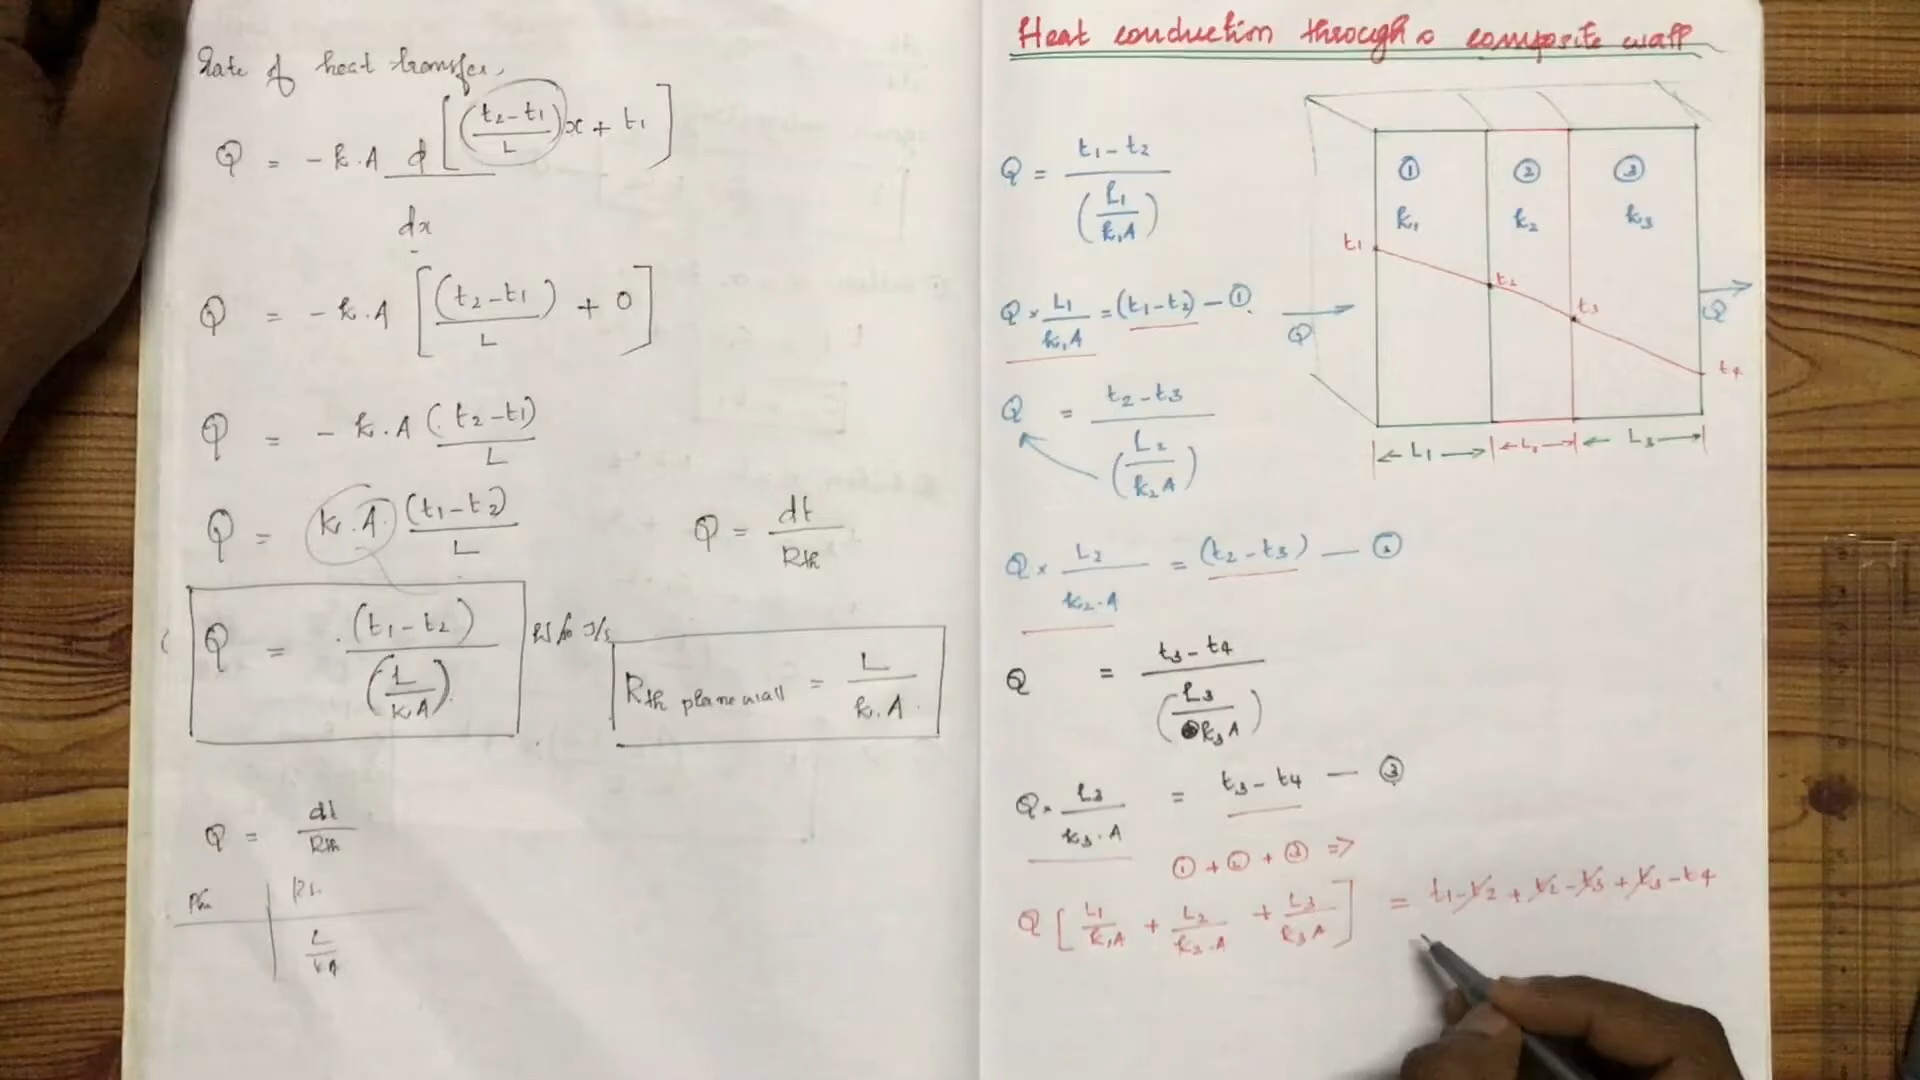 Rate of heat transfer,
Q = -k.A d[((t2-t1)/L)x + t1]
dx
Q = -k.A [(t2-t1)/L + 0]
Q = -k.A (t2-t1)/L
Q = k.A (t1-t2)/L
Q = dt/Rth
Q = (t1-t2)/(L/kA)
Rth plane wall = L/k.A
Q = dt/Rth
L/kA
Heat conduction through a composite wall
Q = (t1-t2)/(L1/k1A)
Q × L1/k1A = (t1-t2) — ①
Q = (t2-t3)/(L2/k2A)
Q × L2/k2.A = (t2-t3) — ②
Q = (t3-t4)/(L3/k3A)
Q × L3/k3.A = t3-t4 — ③
①+②+③ ⇒
Q[L1/k1A + L2/k2.A + L3/k3A] = t1-t2+t2-t3+t3-t4
① ② ③
k1 k2 k3
t1
t2
t3
Q Q
t4
L1 L2 L3